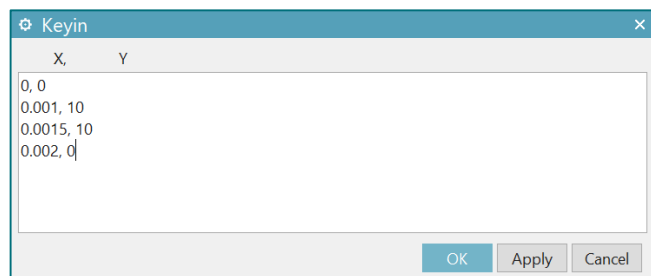 Keyin
X, Y
0, 0
0.001, 10
0.0015, 10
0.002, 0
OK Apply Cancel